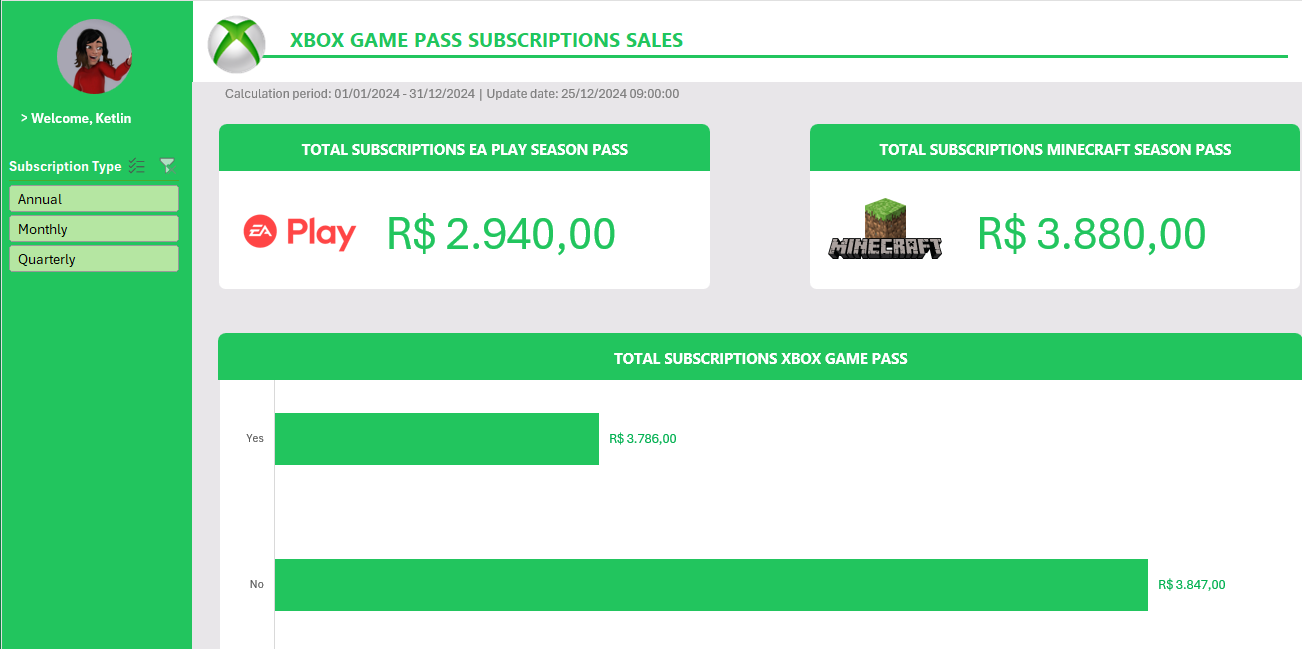 XBOX GAME PASS SUBSCRIPTIONS SALES
Calculation period: 01/01/2024 - 31/12/2024 | Update date: 25/12/2024 09:00:00
> Welcome, Ketlin
Subscription Type
Annual
Monthly
Quarterly
TOTAL SUBSCRIPTIONS EA PLAY SEASON PASS
EA Play
R$ 2.940,00
TOTAL SUBSCRIPTIONS MINECRAFT SEASON PASS
MINECRAFT
R$ 3.880,00
TOTAL SUBSCRIPTIONS XBOX GAME PASS
Yes
R$ 3.786,00
No
R$ 3.847,00